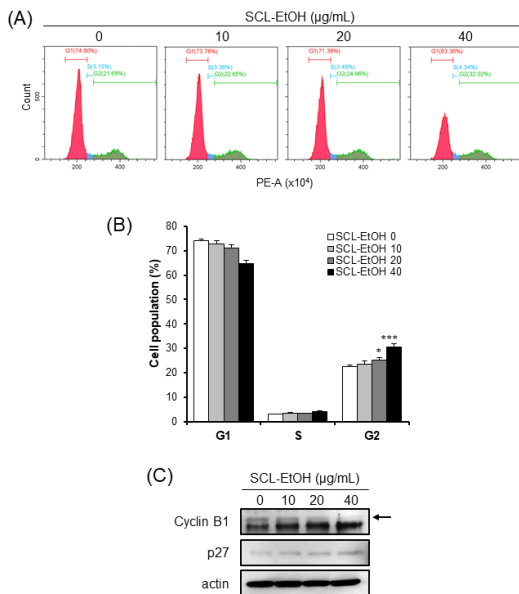 (A)
SCL-EtOH (µg/mL)
0 10 20 40
G1(74.90%) G1(73.78%) G1(71.38%) G1(63.36%)
S(3.15%) S(3.36%) S(3.49%) S(4.34%)
G2(21.69%) G2(22.65%) G2(24.96%) G2(32.02%)
Count
500
0
200 400 200 400 200 400 200 400
PE-A (x10⁴)
(B)
Cell population (%)
80
70
60
50
40
30
20
10
0
SCL-EtOH 0
SCL-EtOH 10
SCL-EtOH 20
SCL-EtOH 40
* ***
G1 S G2
(C)
SCL-EtOH (µg/mL)
0 10 20 40
Cyclin B1
p27
actin